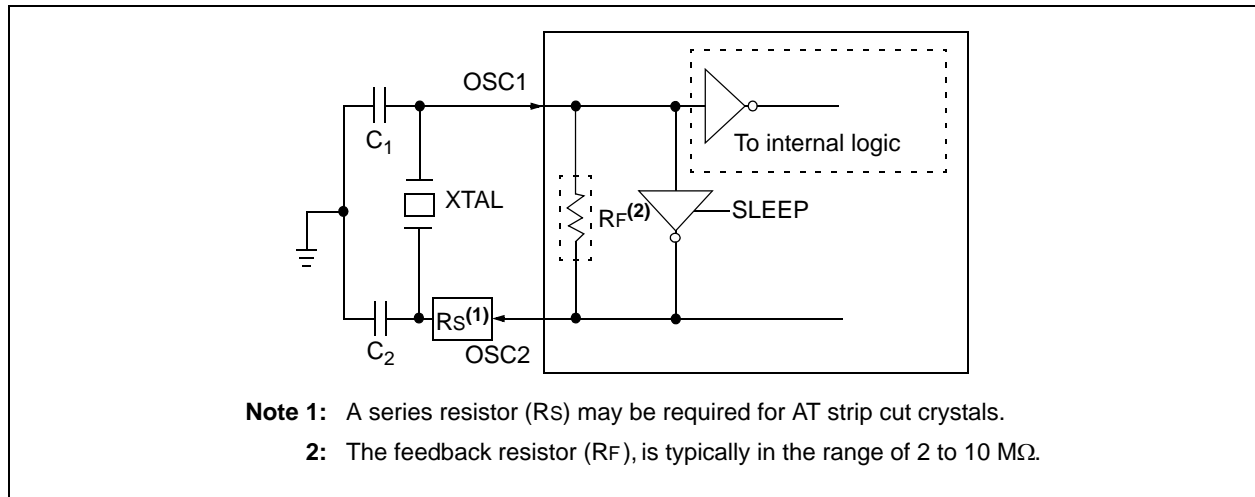 OSC1
C1
To internal logic
XTAL
RF(2)
SLEEP
RS(1)
C2
OSC2
Note 1: A series resistor (RS) may be required for AT strip cut crystals.
2: The feedback resistor (RF), is typically in the range of 2 to 10 MΩ.